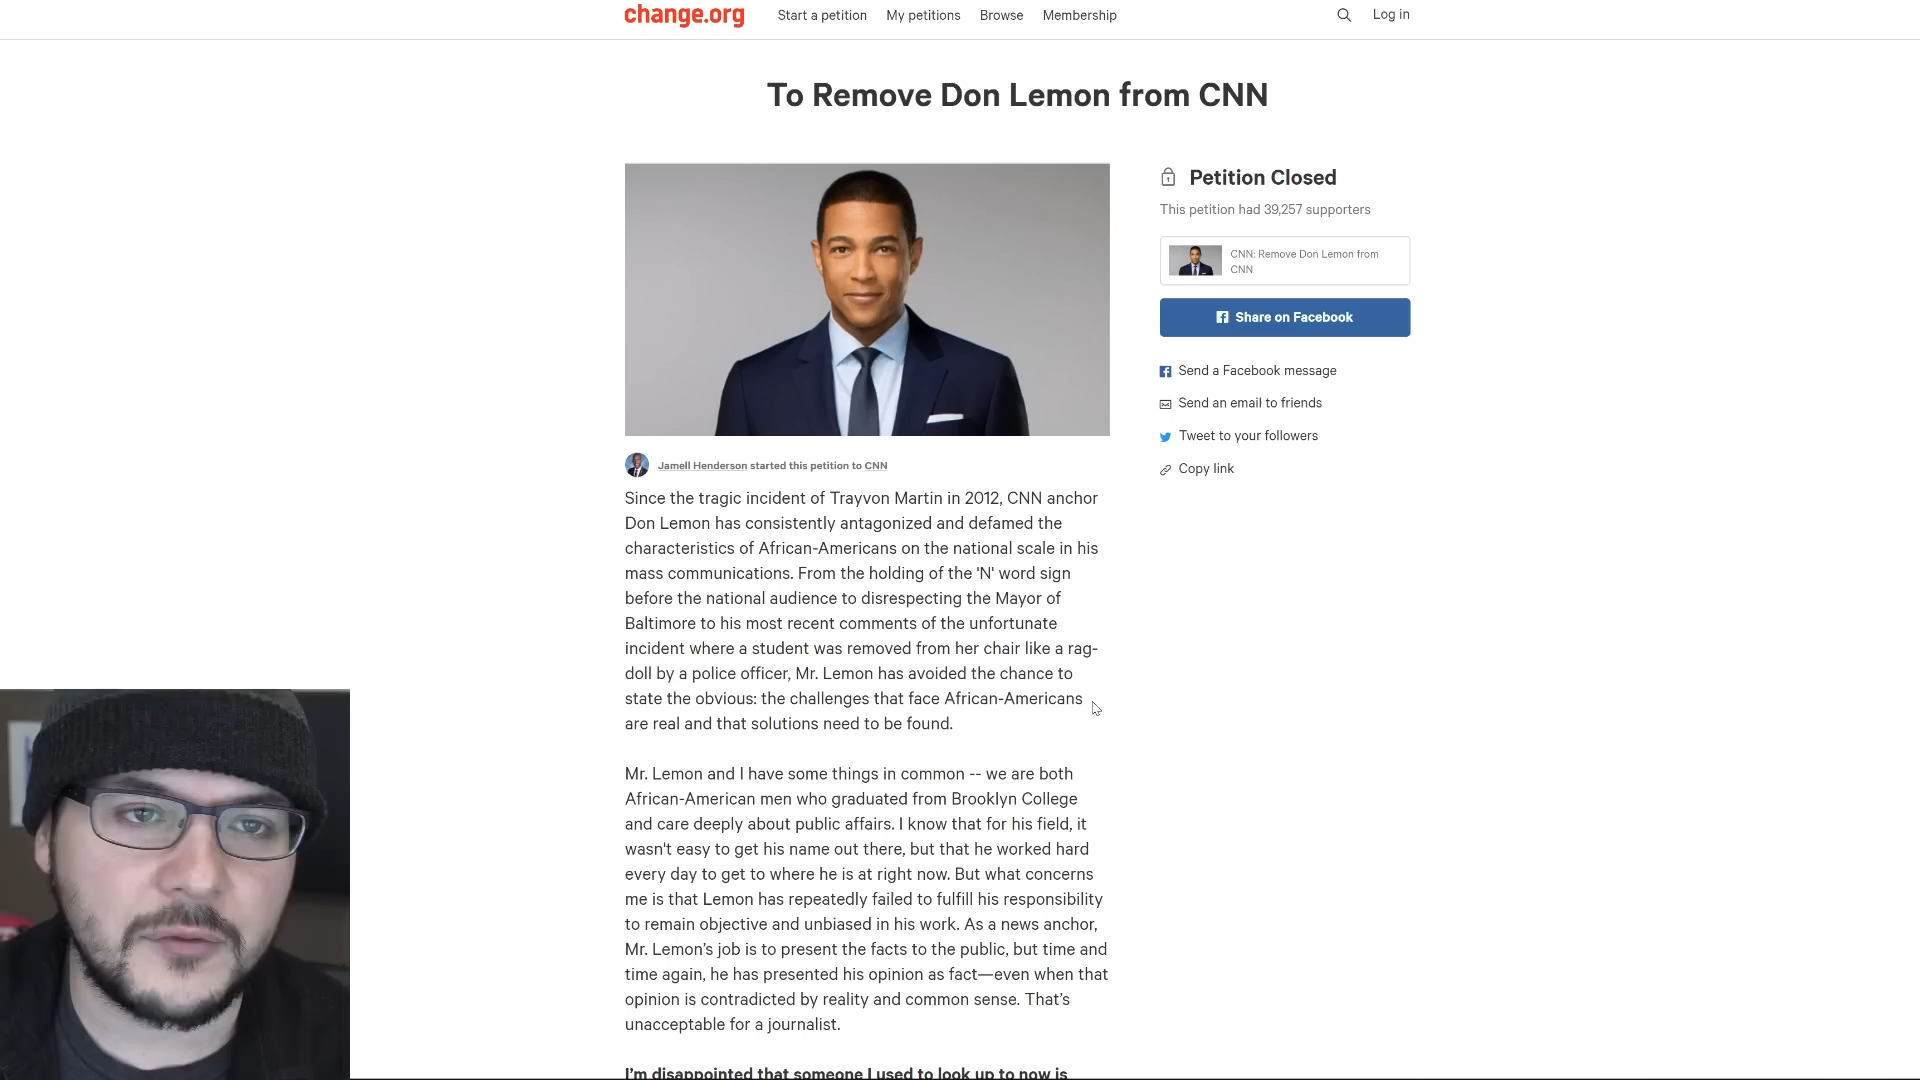 change.org
Start a petition
My petitions
Browse
Membership
Log in
To Remove Don Lemon from CNN
Petition Closed
This petition had 39,257 supporters
CNN: Remove Don Lemon from
CNN
Share on Facebook
Send a Facebook message
Send an email to friends
Tweet to your followers
Copy link
Jamell Henderson started this petition to CNN
Since the tragic incident of Trayvon Martin in 2012, CNN anchor
Don Lemon has consistently antagonized and defamed the
characteristics of African-Americans on the national scale in his
mass communications. From the holding of the 'N' word sign
before the national audience to disrespecting the Mayor of
Baltimore to his most recent comments of the unfortunate
incident where a student was removed from her chair like a rag-
doll by a police officer, Mr. Lemon has avoided the chance to
state the obvious: the challenges that face African-Americans
are real and that solutions need to be found.
Mr. Lemon and I have some things in common -- we are both
African-American men who graduated from Brooklyn College
and care deeply about public affairs. I know that for his field, it
wasn't easy to get his name out there, but that he worked hard
every day to get to where he is at right now. But what concerns
me is that Lemon has repeatedly failed to fulfill his responsibility
to remain objective and unbiased in his work. As a news anchor,
Mr. Lemon’s job is to present the facts to the public, but time and
time again, he has presented his opinion as fact—even when that
opinion is contradicted by reality and common sense. That’s
unacceptable for a journalist.
I’m disappointed that someone I used to look up to now is